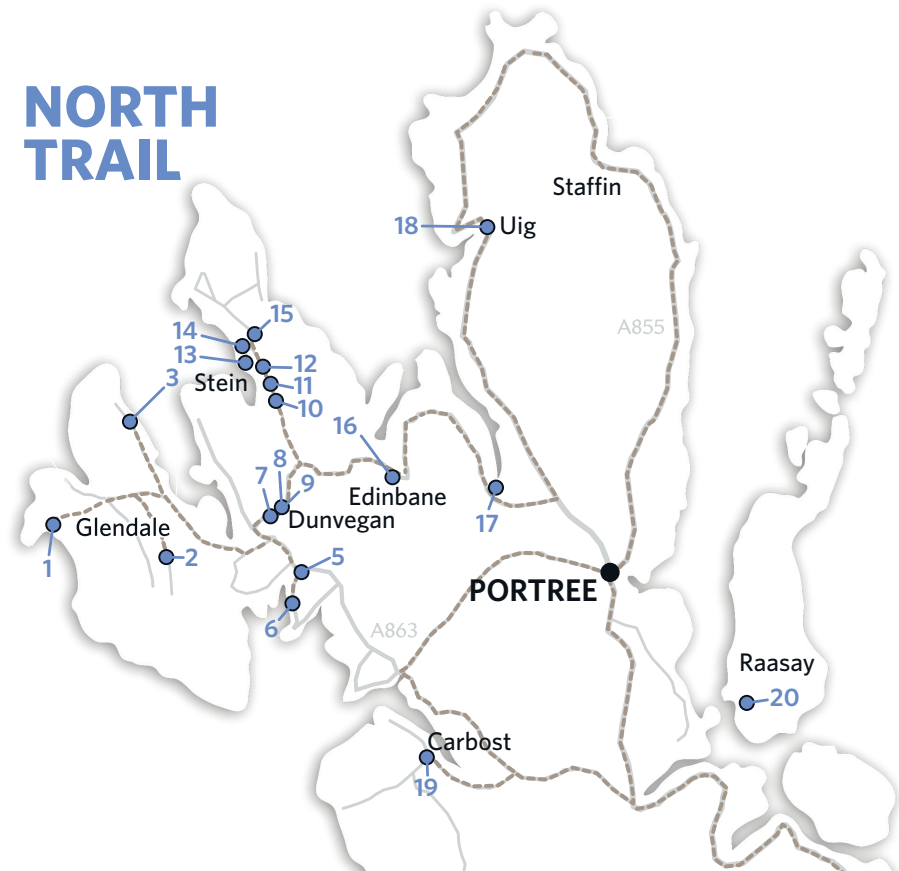 NORTH
TRAIL
Staffin
18
Uig
15
14
13
12
3
Stein
11
10
A855
16
8
7
9
Edinbane
Dunvegan
17
Glendale
1
2
5
PORTREE
6
A863
Raasay
20
Carbost
19